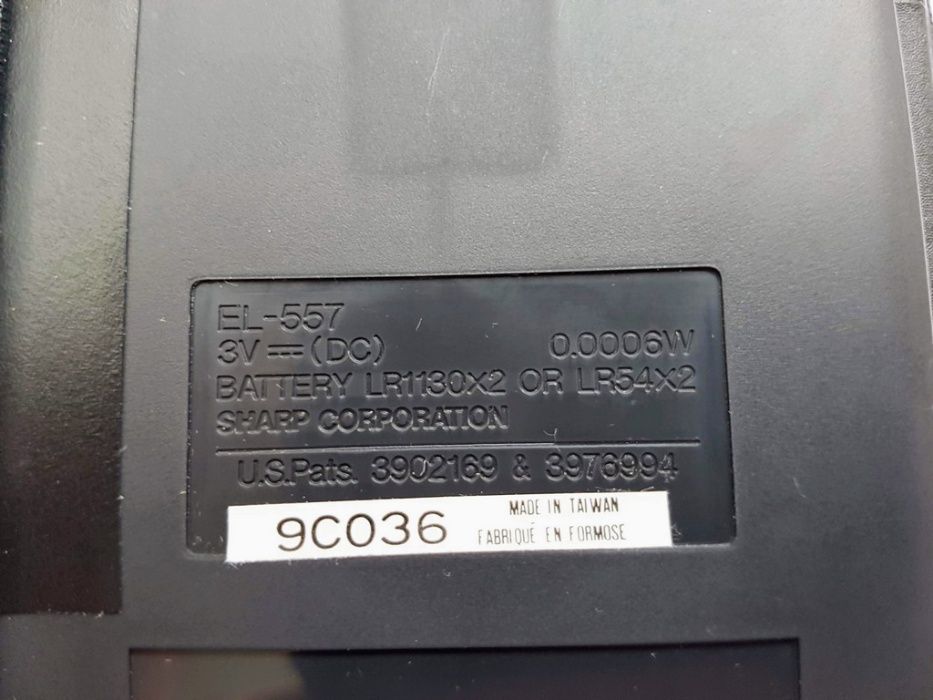 EL-557
3V ⎓ (DC) 0.0006W
BATTERY LR1130X2 OR LR54X2
SHARP CORPORATION
U.S.Pats. 3902169 & 3976994
9C036
MADE IN TAIWAN
FABRIQUÉ EN FORMOSE